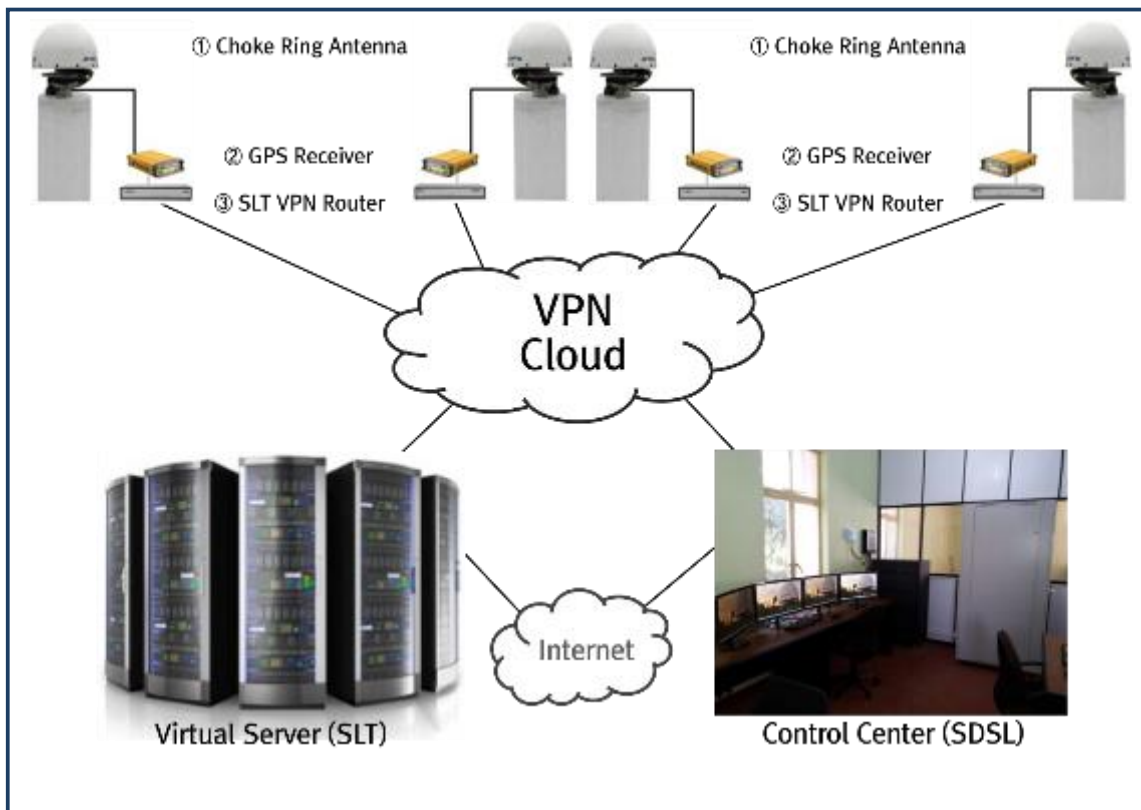 ① Choke Ring Antenna
① Choke Ring Antenna
② GPS Receiver
② GPS Receiver
③ SLT VPN Router
③ SLT VPN Router
VPN
Cloud
Internet
Virtual Server (SLT)
Control Center (SDSL)